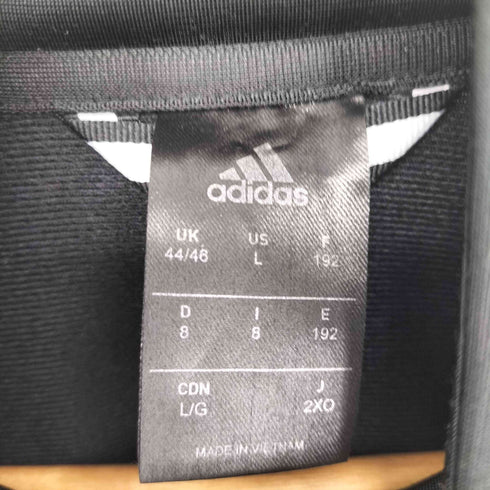 adidas
UK US F
44/46 L 192
D I E
8 8 192
CDN J
L/G 2XO
MADE IN VIETNAM